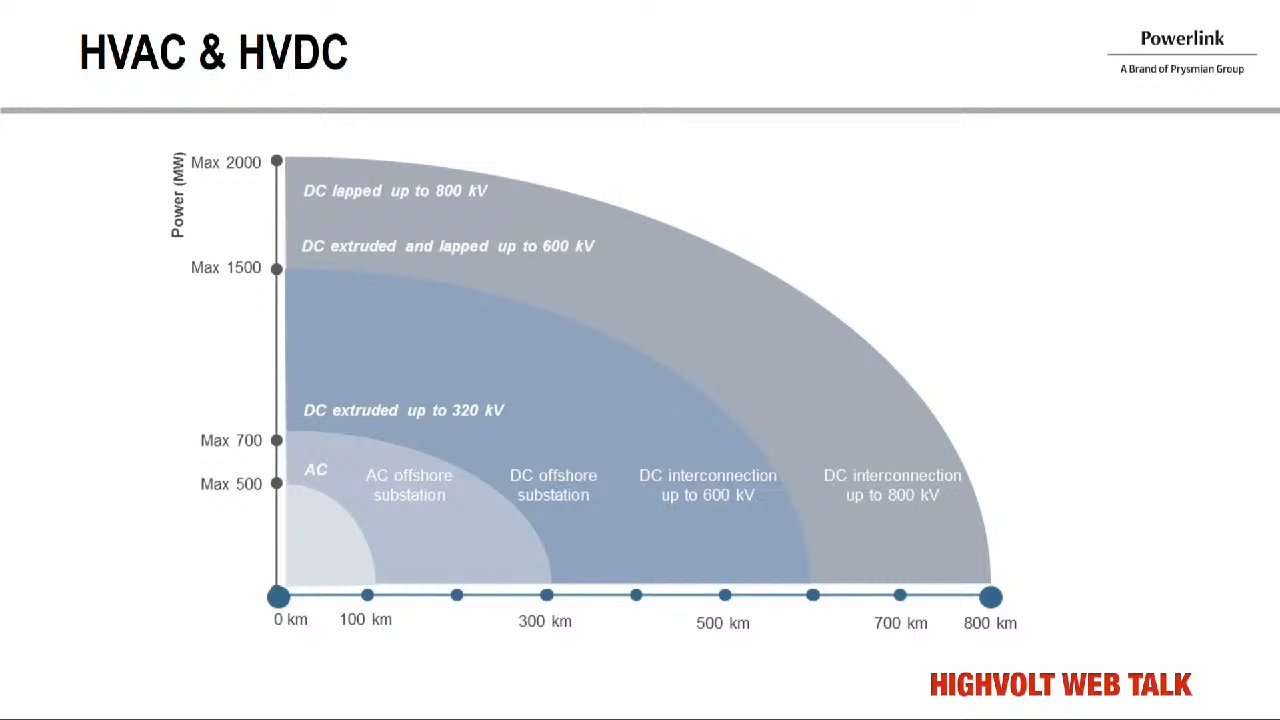 HVAC & HVDC
Powerlink
A Brand of Prysmian Group
Power (MW)
Max 2000
DC lapped up to 800 kV
DC extruded and lapped up to 600 kV
Max 1500
DC extruded up to 320 kV
Max 700
AC
AC offshore
substation
DC offshore
substation
DC interconnection
up to 600 kV
DC interconnection
up to 800 kV
Max 500
0 km
100 km
300 km
500 km
700 km
800 km
HIGHVOLT WEB TALK